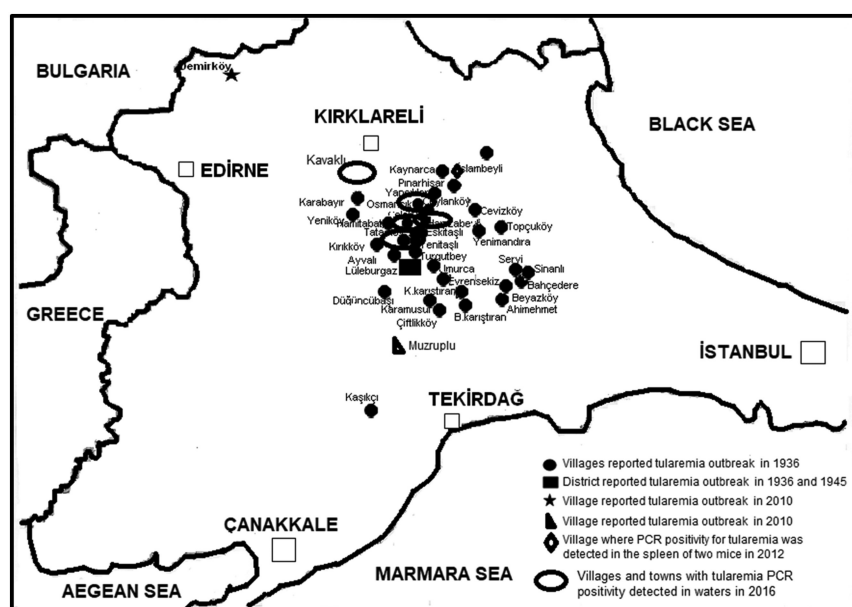 BULGARIA
Demirköy
KIRKLARELİ
BLACK SEA
EDİRNE
Kavaklı
Kaynarca
İslambeyli
Pınarhisar
Karabayır
Ceylanköy
Cevizköy
Yeniköy
Topçuköy
Eskitaşlı
Yenimandıra
Kırıkköy
Yenitaşlı
Ayvalı
Turgutbey
Lüleburgaz
Umurca
Servi
Sinanlı
Evrensekiz
Bahçedere
K.karıştıran
Beyazköy
Düğüncübaşı
Karamusul
Ahimehmet
Çiftlikköy
B.karıştıran
GREECE
Muzruplu
İSTANBUL
Kaşıkçı
TEKİRDAĞ
Villages reported tularemia outbreak in 1936
District reported tularemia outbreak in 1936 and 1945
Village reported tularemia outbreak in 2010
Village reported tularemia outbreak in 2010
Village where PCR positivity for tularemia was
detected in the spleen of two mice in 2012
Villages and towns with tularemia PCR
positivity detected in waters in 2016
ÇANAKKALE
AEGEAN SEA
MARMARA SEA